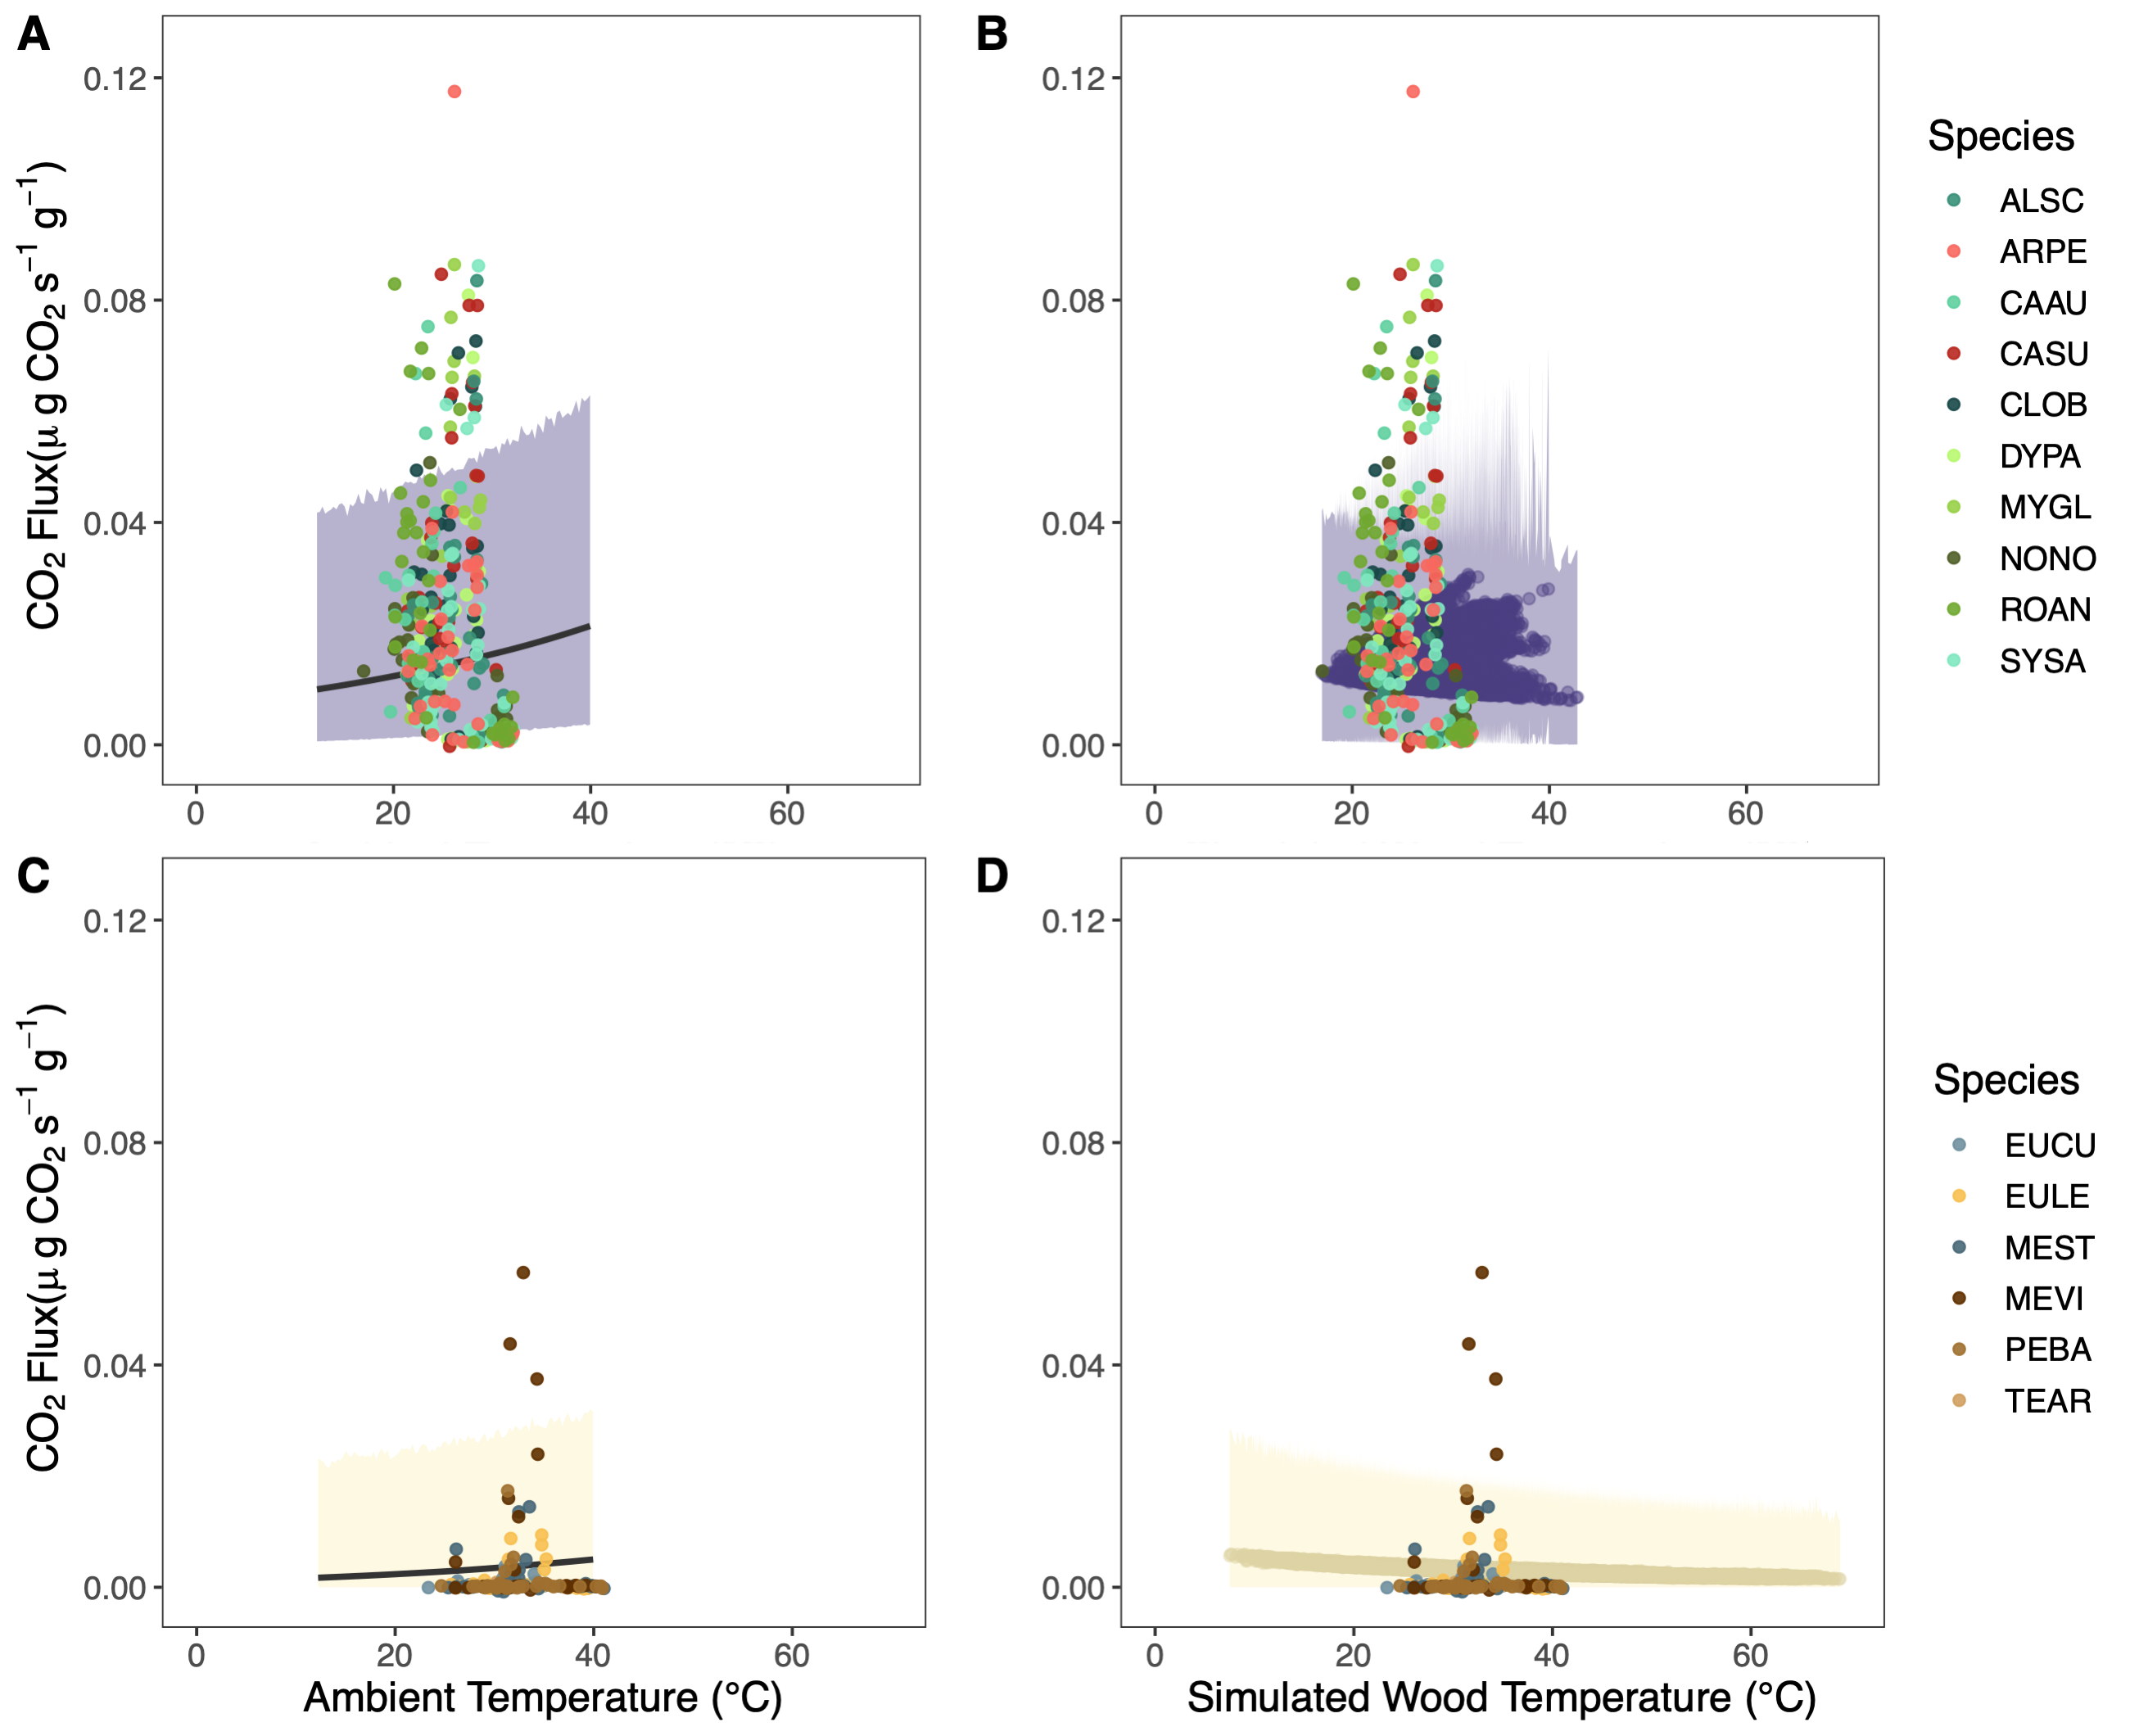 A
B
0.12
0.08
0.04
0.00
CO₂ Flux(μ g CO₂ s⁻¹ g⁻¹)
0 20 40 60
0.12
0.08
0.04
0.00
0 20 40 60
Species
ALSC
ARPE
CAAU
CASU
CLOB
DYPA
MYGL
NONO
ROAN
SYSA
C
D
0.12
0.08
0.04
0.00
CO₂ Flux(μ g CO₂ s⁻¹ g⁻¹)
0 20 40 60
Ambient Temperature (°C)
0.12
0.08
0.04
0.00
0 20 40 60
Simulated Wood Temperature (°C)
Species
EUCU
EULE
MEST
MEVI
PEBA
TEAR